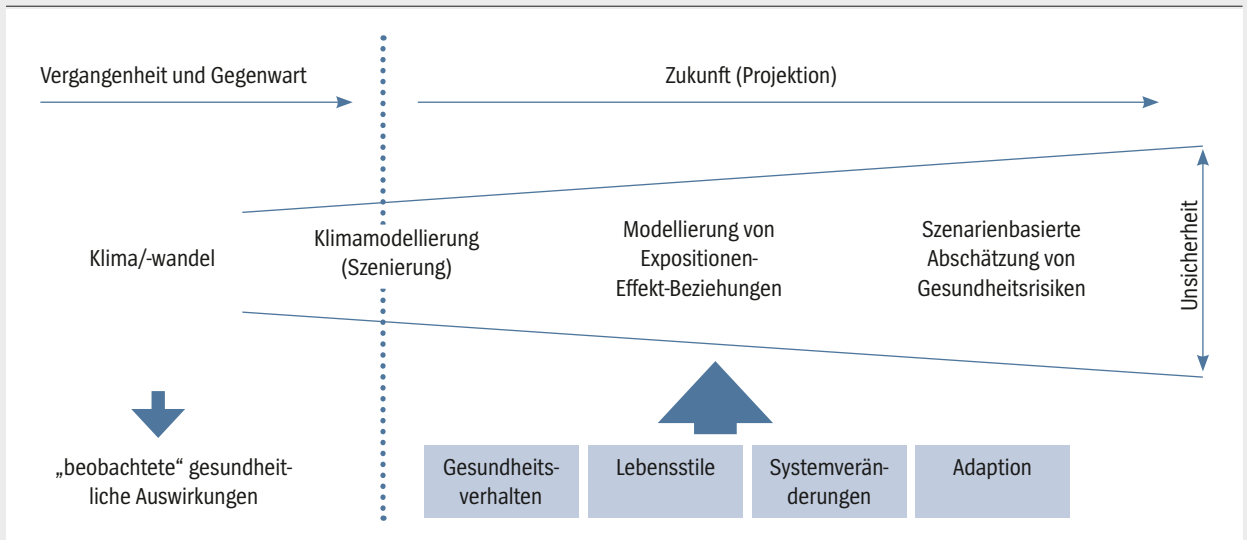 Vergangenheit und Gegenwart
Zukunft (Projektion)
Klima/-wandel
Klimamodellierung
(Szenierung)
Modellierung von
Expositionen-
Effekt-Beziehungen
Szenarienbasierte
Abschätzung von
Gesundheitsrisiken
Unsicherheit
„beobachtete“ gesundheit-
liche Auswirkungen
Gesundheits-
verhalten
Lebensstile
Systemverän-
derungen
Adaption